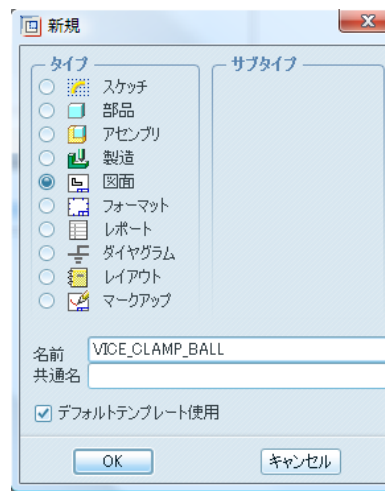 新規
タイプ
サブタイプ
スケッチ
部品
アセンブリ
製造
図面
フォーマット
レポート
ダイヤグラム
レイアウト
マークアップ
名前 VICE_CLAMP_BALL
共通名
デフォルトテンプレート使用
OK キャンセル